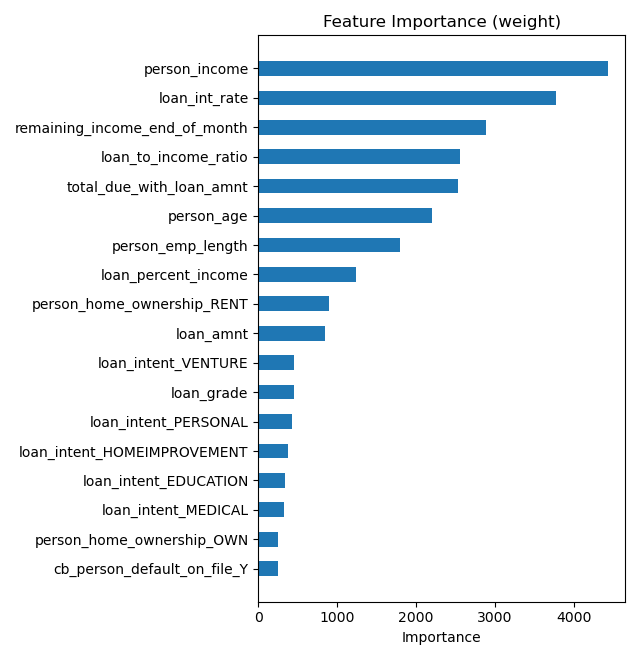 Feature Importance (weight)
person_income
loan_int_rate
remaining_income_end_of_month
loan_to_income_ratio
total_due_with_loan_amnt
person_age
person_emp_length
loan_percent_income
person_home_ownership_RENT
loan_amnt
loan_intent_VENTURE
loan_grade
loan_intent_PERSONAL
loan_intent_HOMEIMPROVEMENT
loan_intent_EDUCATION
loan_intent_MEDICAL
person_home_ownership_OWN
cb_person_default_on_file_Y
0 1000 2000 3000 4000
Importance